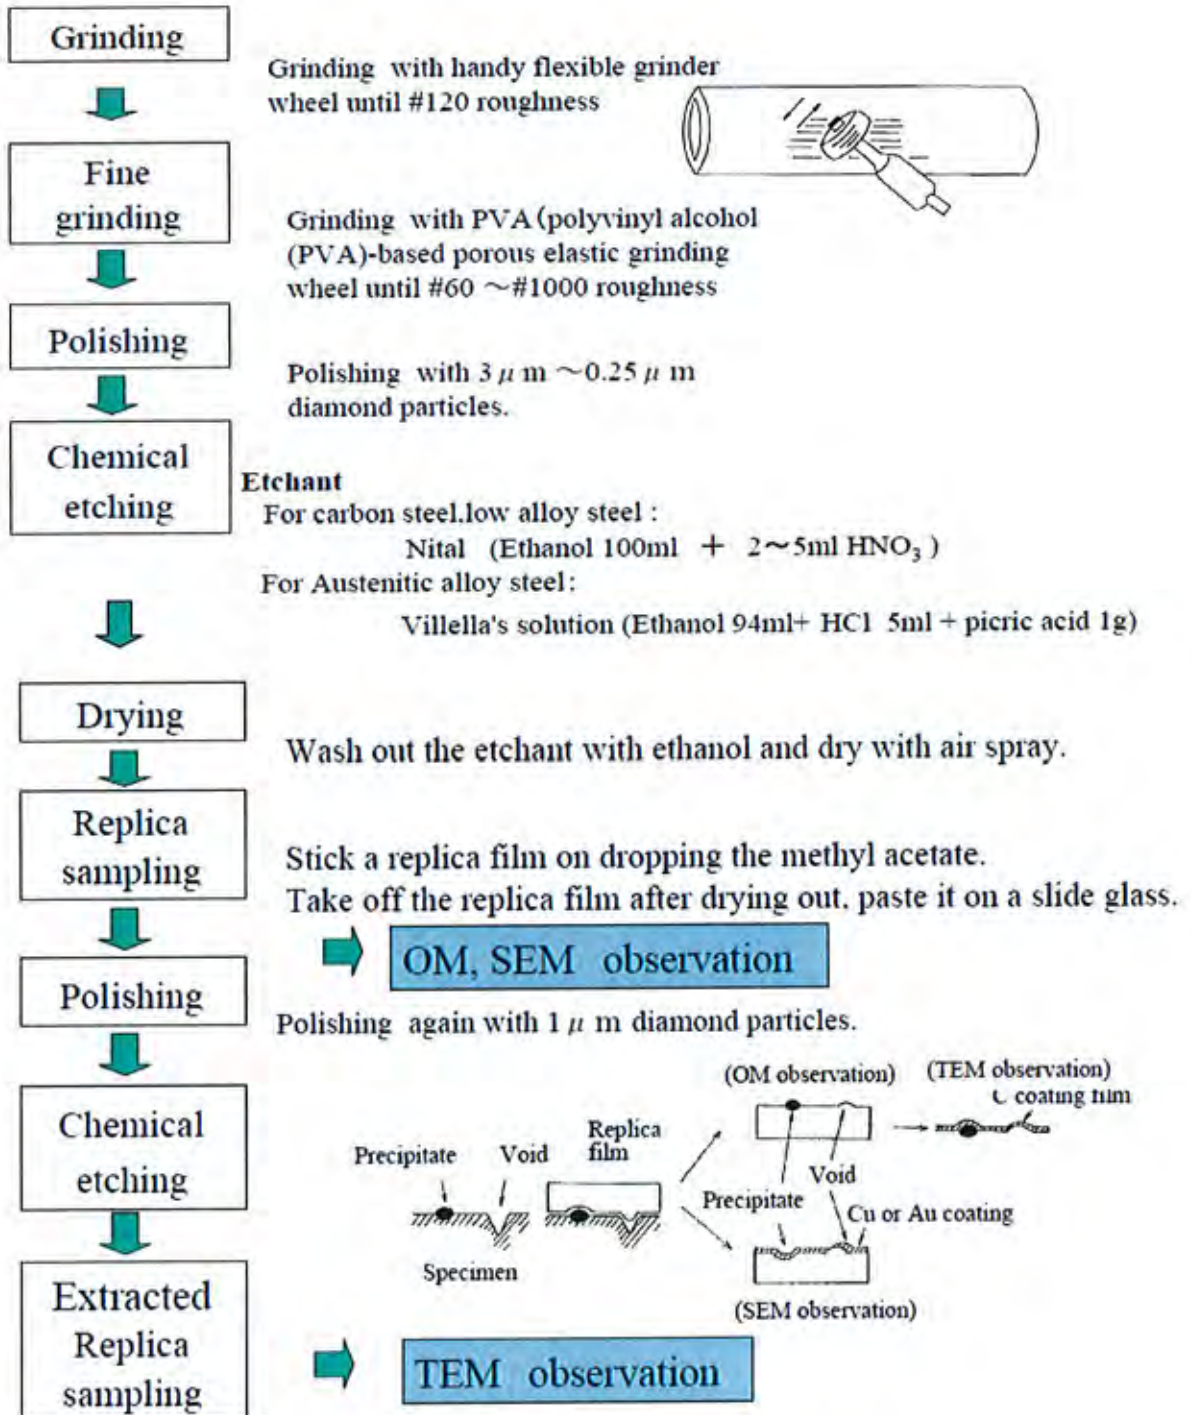 Grinding
Grinding with handy flexible grinder
wheel until #120 roughness
Fine
grinding
Grinding with PVA(polyvinyl alcohol
(PVA)-based porous elastic grinding
wheel until #60 ～#1000 roughness
Polishing
Polishing with 3 μ m ～0.25 μ m
diamond particles.
Chemical
etching
Etchant
For carbon steel.low alloy steel :
Nital (Ethanol 100ml + 2～5ml HNO₃ )
For Austenitic alloy steel:
Villella's solution (Ethanol 94ml+ HCl 5ml + picric acid 1g)
Drying
Wash out the etchant with ethanol and dry with air spray.
Replica
sampling
Stick a replica film on dropping the methyl acetate.
Take off the replica film after drying out, paste it on a slide glass.
OM, SEM observation
Polishing
Polishing again with 1 μ m diamond particles.
Chemical
etching
Precipitate
Void
Replica
film
Specimen
(OM observation)
(TEM observation)
C coating film
Void
Precipitate
Cu or Au coating
(SEM observation)
Extracted
Replica
sampling
TEM observation